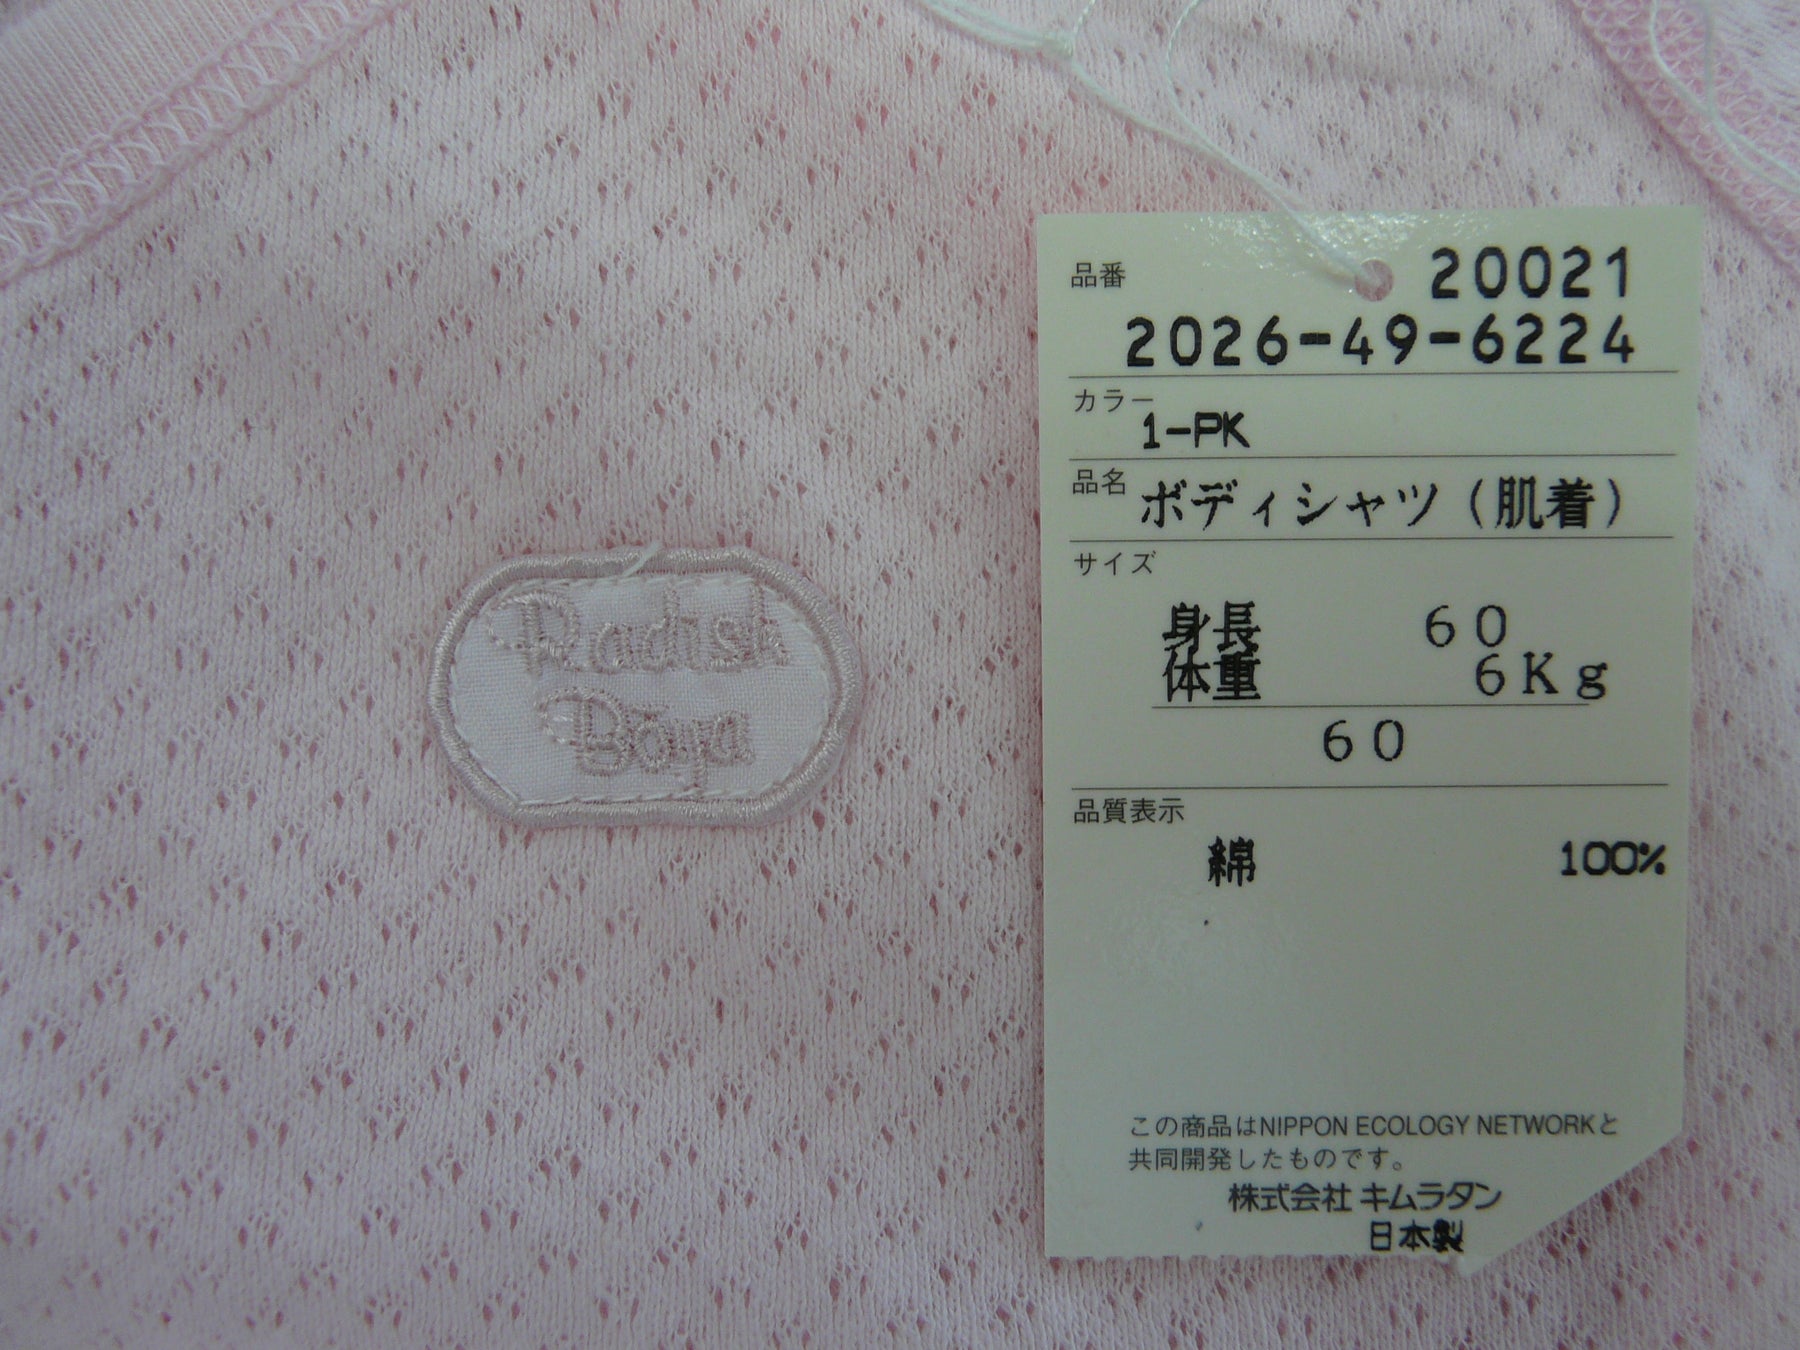 Radish
Bōya
品番 20021
2026-49-6224
カラー
1-PK
品名 ボディシャツ(肌着)
サイズ
身長 60
体重 6Kg
60
品質表示
綿 100%
この商品はNIPPON ECOLOGY NETWORKと
共同開発したものです。
株式会社 キムラタン
日本製